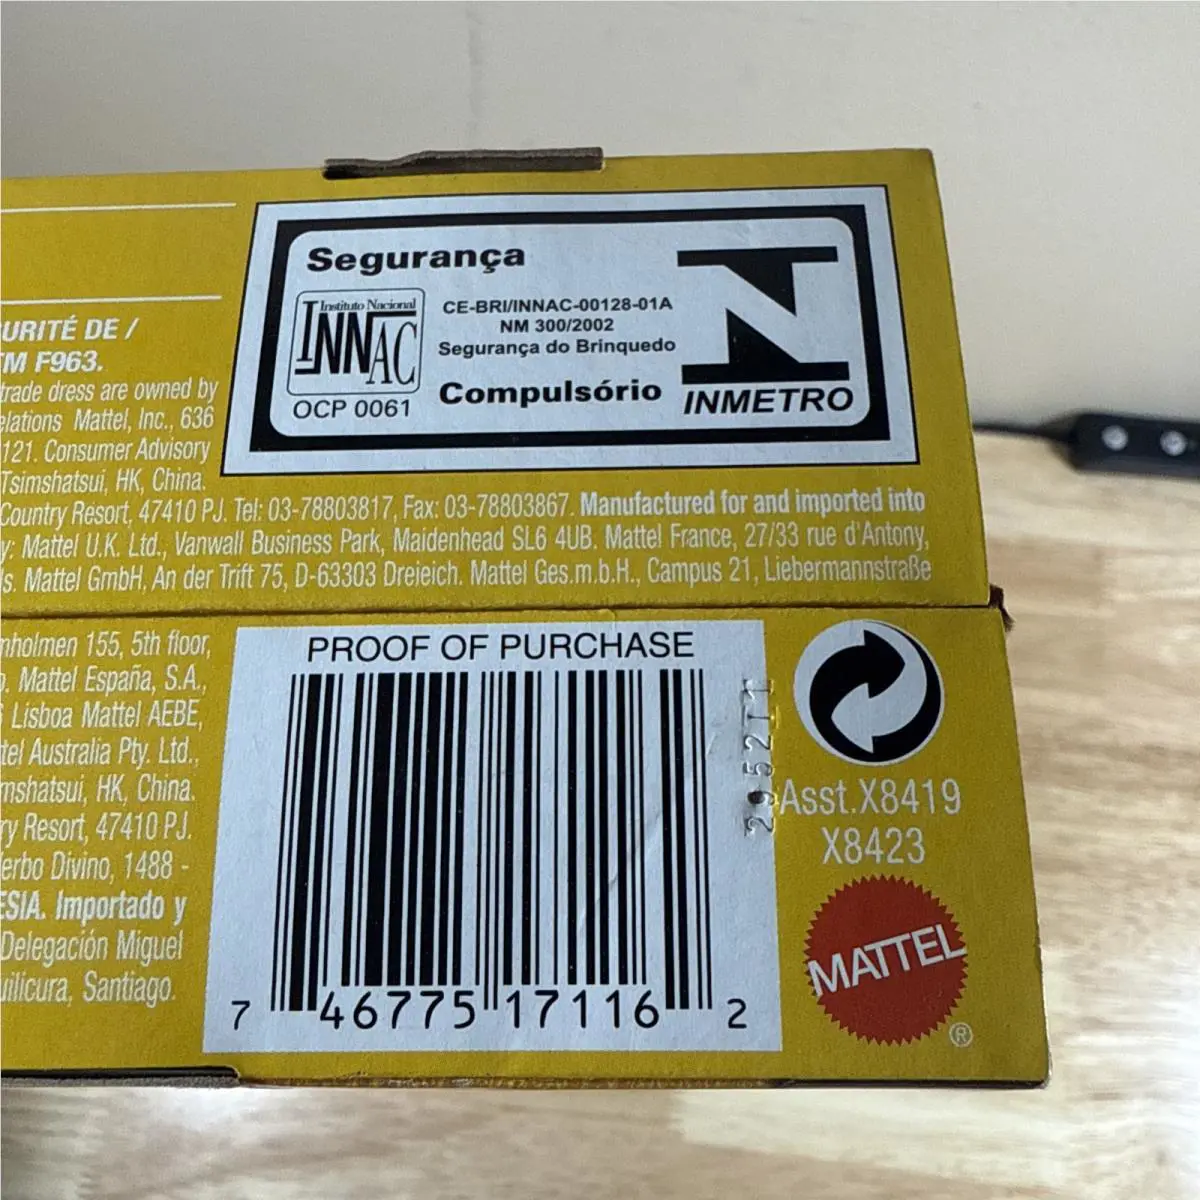 Segurança
Instituto Nacional
INNAC
OCP 0061
CE-BRI/INNAC-00128-01A
NM 300/2002
Segurança do Brinquedo
Compulsório
INMETRO
URITÉ DE /
TM F963.
trade dress are owned by
elations Mattel, Inc., 636
121. Consumer Advisory
Tsimshatsui, HK, China.
Country Resort, 47410 PJ. Tel: 03-78803817, Fax: 03-78803867. Manufactured for and imported into
y: Mattel U.K. Ltd., Vanwall Business Park, Maidenhead SL6 4UB. Mattel France, 27/33 rue d'Antony,
s. Mattel GmbH, An der Trift 75, D-63303 Dreieich. Mattel Ges.m.b.H., Campus 21, Liebermannstraße
nholmen 155, 5th floor,
o. Mattel España, S.A.,
Lisboa Mattel AEBE,
tel Australia Pty. Ltd.,
mshatsui, HK, China.
ry Resort, 47410 PJ.
erbo Divino, 1488 -
ESIA. Importado y
Delegación Miguel
uilicura, Santiago.
PROOF OF PURCHASE
7 46775 17116 2
2952T1
Asst.X8419
X8423
MATTEL
®